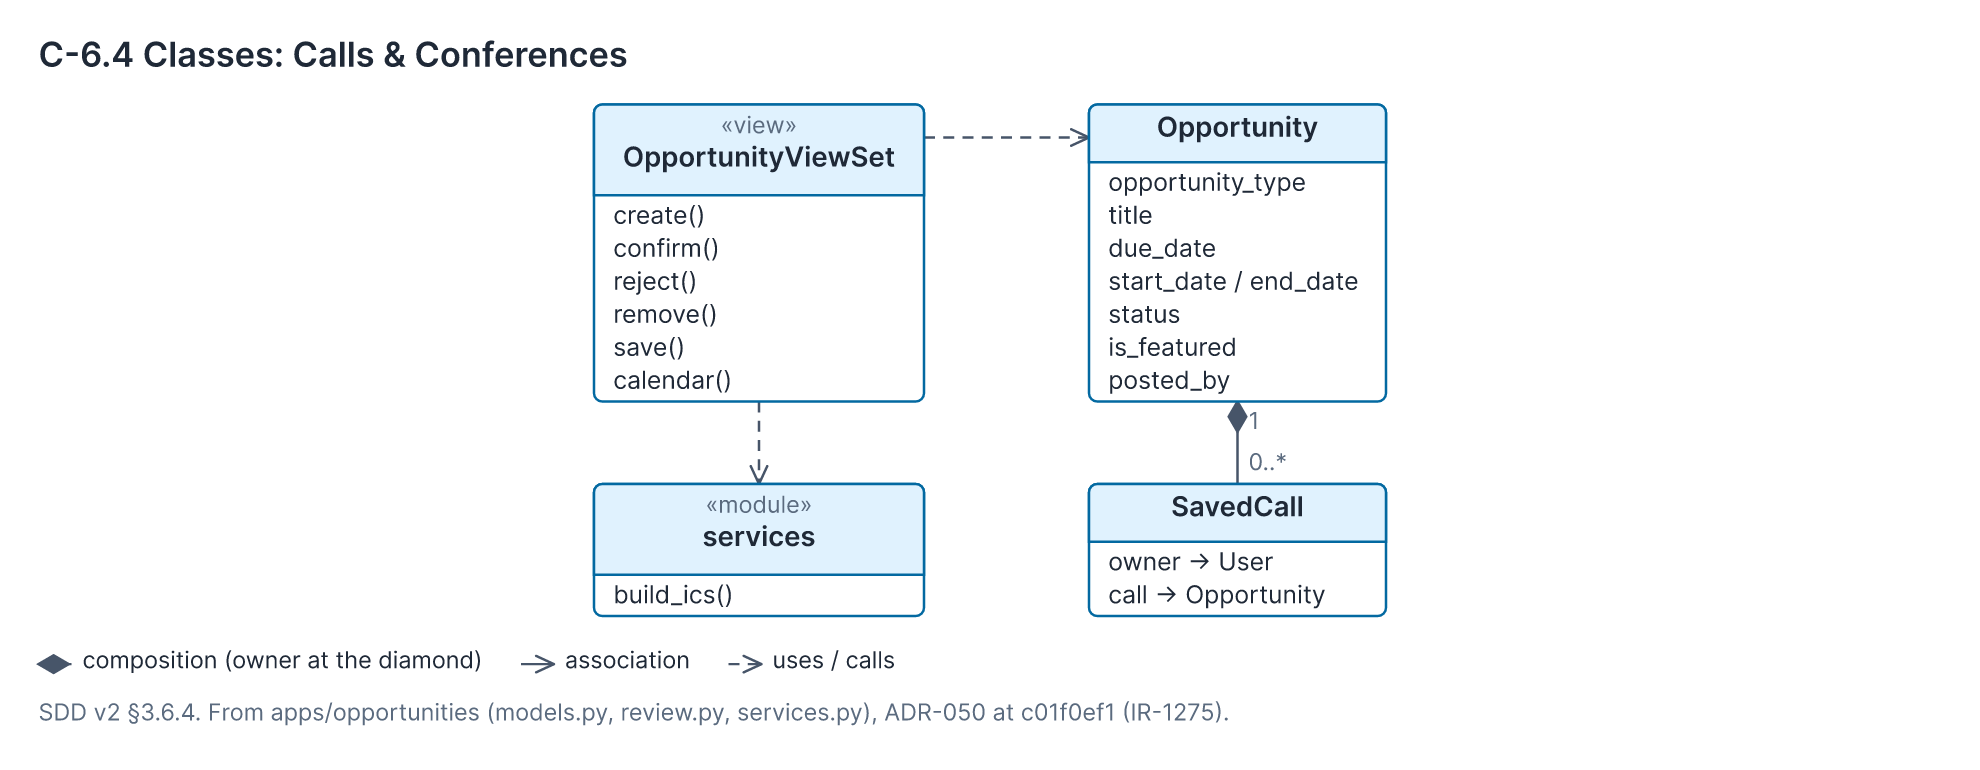 C-6.4 Classes: Calls & Conferences
«view»
OpportunityViewSet
create()
confirm()
reject()
remove()
save()
calendar()
Opportunity
opportunity_type
title
due_date
start_date / end_date
status
is_featured
posted_by
1
0..*
«module»
services
build_ics()
SavedCall
owner → User
call → Opportunity
composition (owner at the diamond)
association
uses / calls
SDD v2 §3.6.4. From apps/opportunities (models.py, review.py, services.py), ADR-050 at c01f0ef1 (IR-1275).